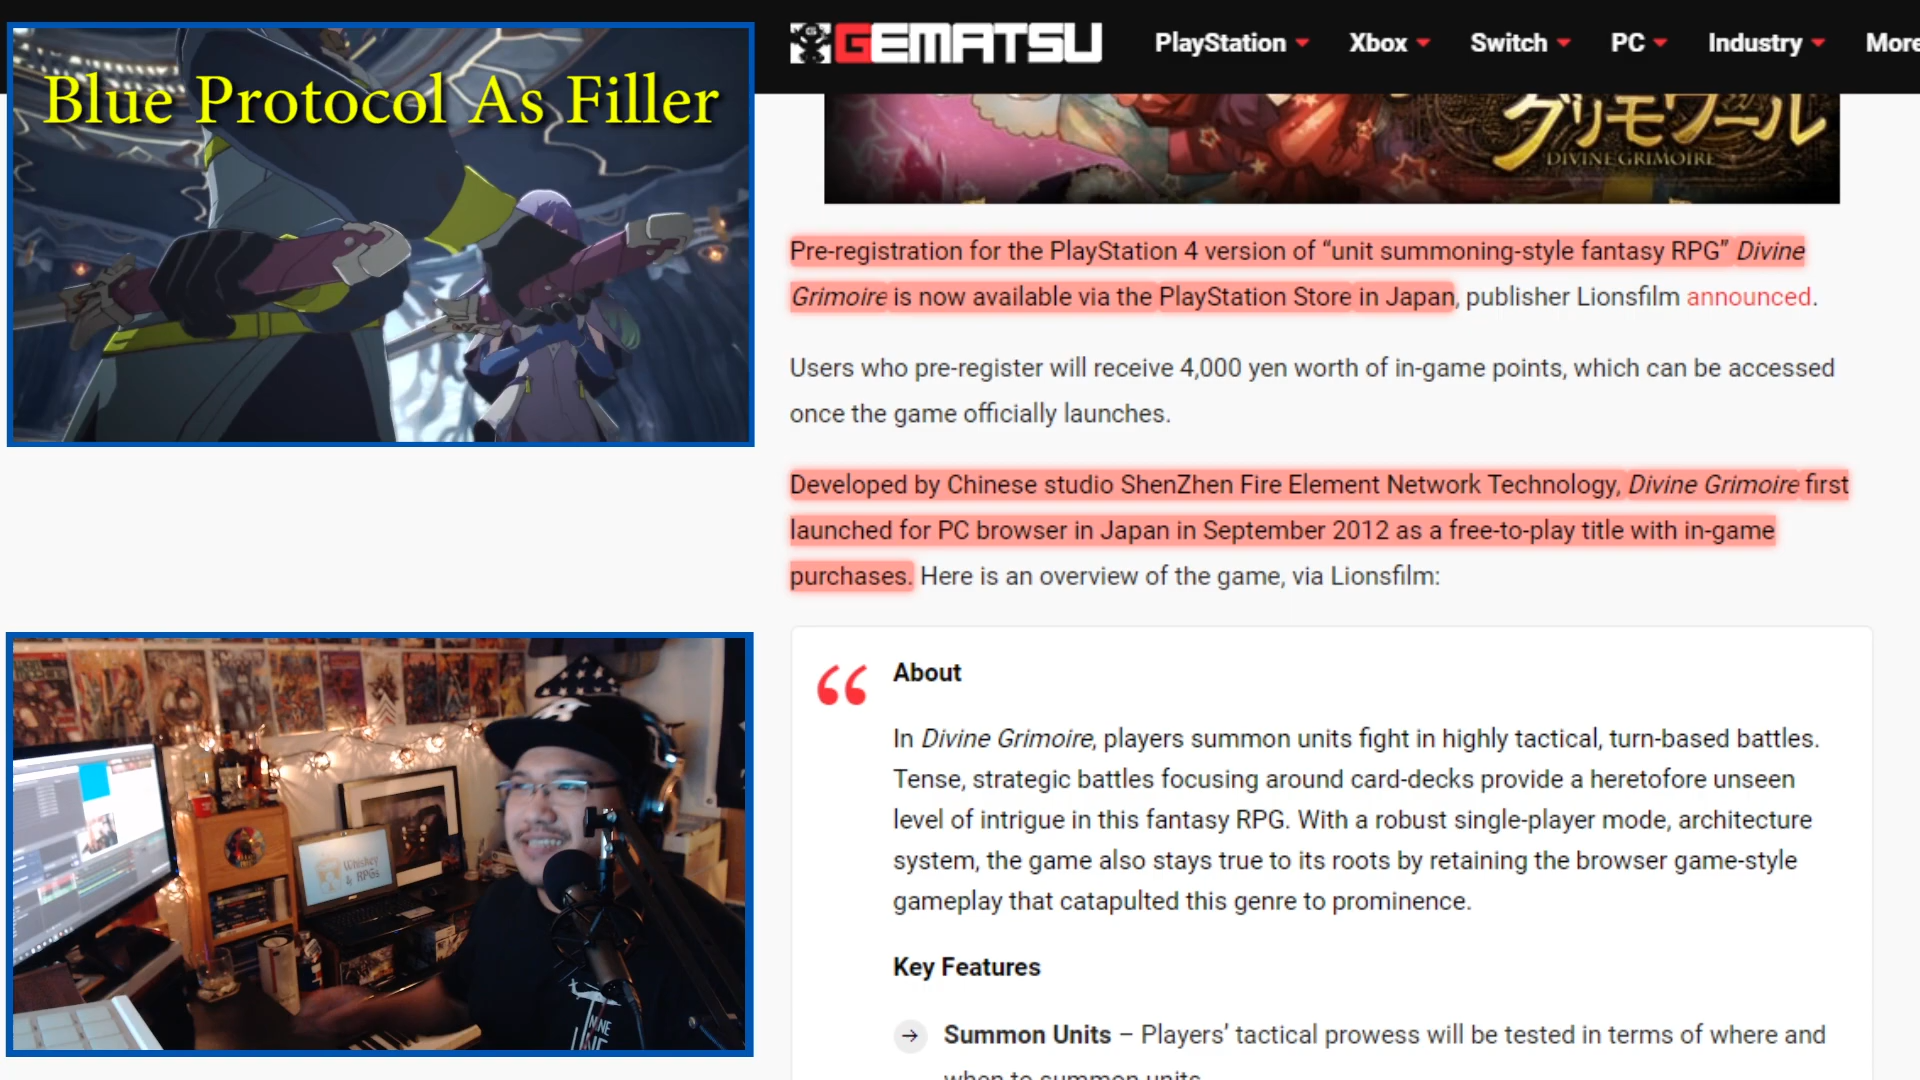 Blue Protocol As Filler
GEMATSU
PlayStation
Xbox
Switch
PC
Industry
More
グリモワール
DIVINE GRIMOIRE
Pre-registration for the PlayStation 4 version of “unit summoning-style fantasy RPG” Divine
Grimoire is now available via the PlayStation Store in Japan, publisher Lionsfilm announced.
Users who pre-register will receive 4,000 yen worth of in-game points, which can be accessed
once the game officially launches.
Developed by Chinese studio ShenZhen Fire Element Network Technology, Divine Grimoire first
launched for PC browser in Japan in September 2012 as a free-to-play title with in-game
purchases. Here is an overview of the game, via Lionsfilm:
About
In Divine Grimoire, players summon units fight in highly tactical, turn-based battles.
Tense, strategic battles focusing around card-decks provide a heretofore unseen
level of intrigue in this fantasy RPG. With a robust single-player mode, architecture
system, the game also stays true to its roots by retaining the browser game-style
gameplay that catapulted this genre to prominence.
Key Features
Summon Units – Players’ tactical prowess will be tested in terms of where and
when to summon units
Whiskey
& RPGs
NINE